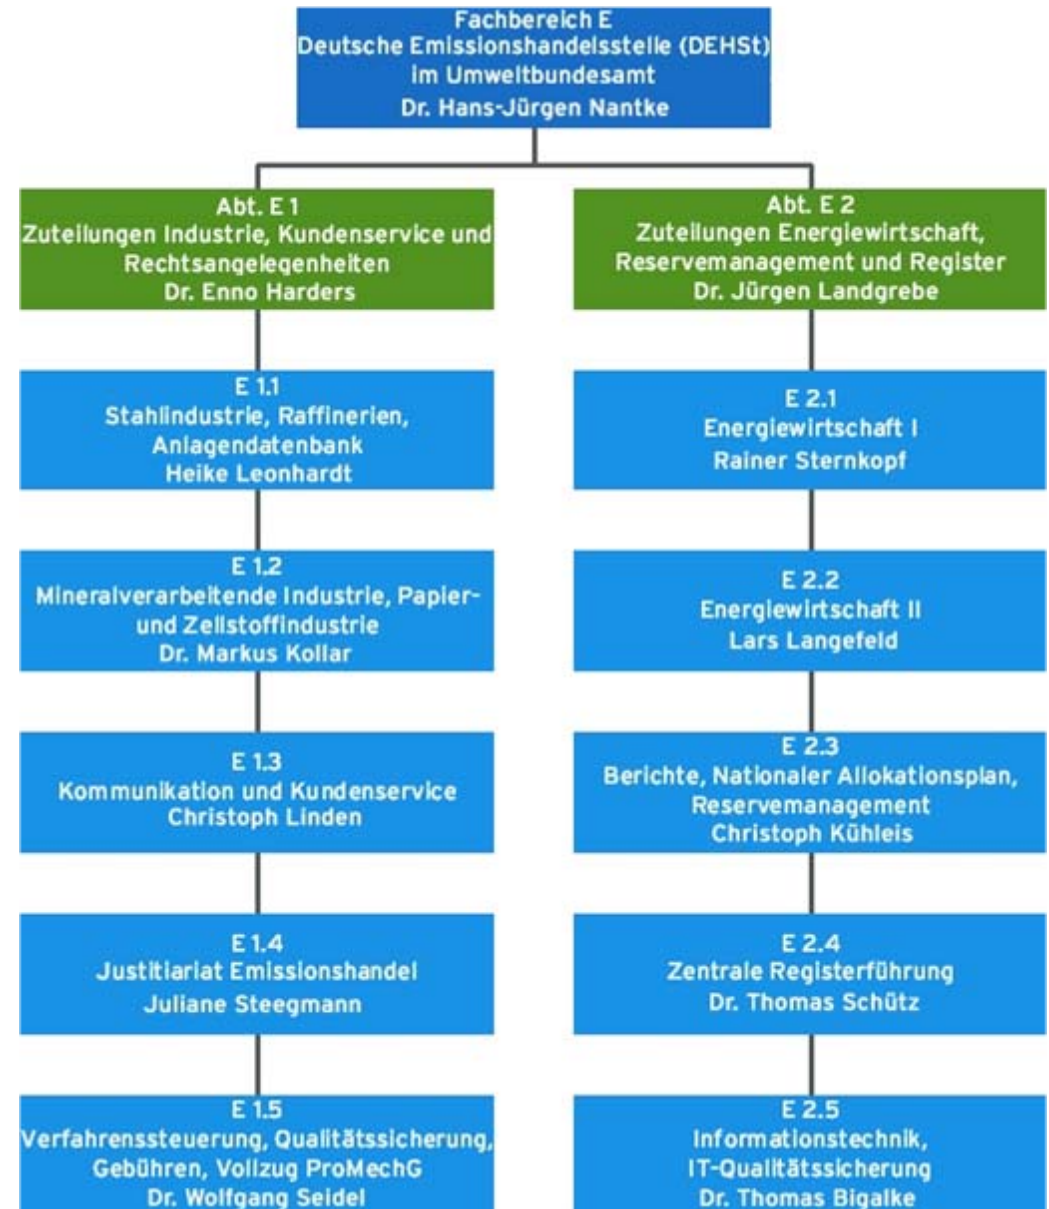 Fachbereich E
Deutsche Emissionshandelsstelle (DEHSt)
im Umweltbundesamt
Dr. Hans-Jürgen Nantke
Abt. E 1
Zuteilungen Industrie, Kundenservice und
Rechtsangelegenheiten
Dr. Enno Harders
Abt. E 2
Zuteilungen Energiewirtschaft,
Reservemanagement und Register
Dr. Jürgen Landgrebe
E 1.1
Stahlindustrie, Raffinerien,
Anlagendatenbank
Heike Leonhardt
E 2.1
Energiewirtschaft I
Rainer Sternkopf
E 1.2
Mineralverarbeitende Industrie, Papier-
und Zellstoffindustrie
Dr. Markus Kollar
E 2.2
Energiewirtschaft II
Lars Langefeld
E 1.3
Kommunikation und Kundenservice
Christoph Linden
E 2.3
Berichte, Nationaler Allokationsplan,
Reservemanagement
Christoph Kühleis
E 1.4
Justitiariat Emissionshandel
Juliane Steegmann
E 2.4
Zentrale Registerführung
Dr. Thomas Schütz
E 1.5
Verfahrenssteuerung, Qualitätssicherung,
Gebühren, Vollzug ProMechG
Dr. Wolfgang Seidel
E 2.5
Informationstechnik,
IT-Qualitätssicherung
Dr. Thomas Bigalke